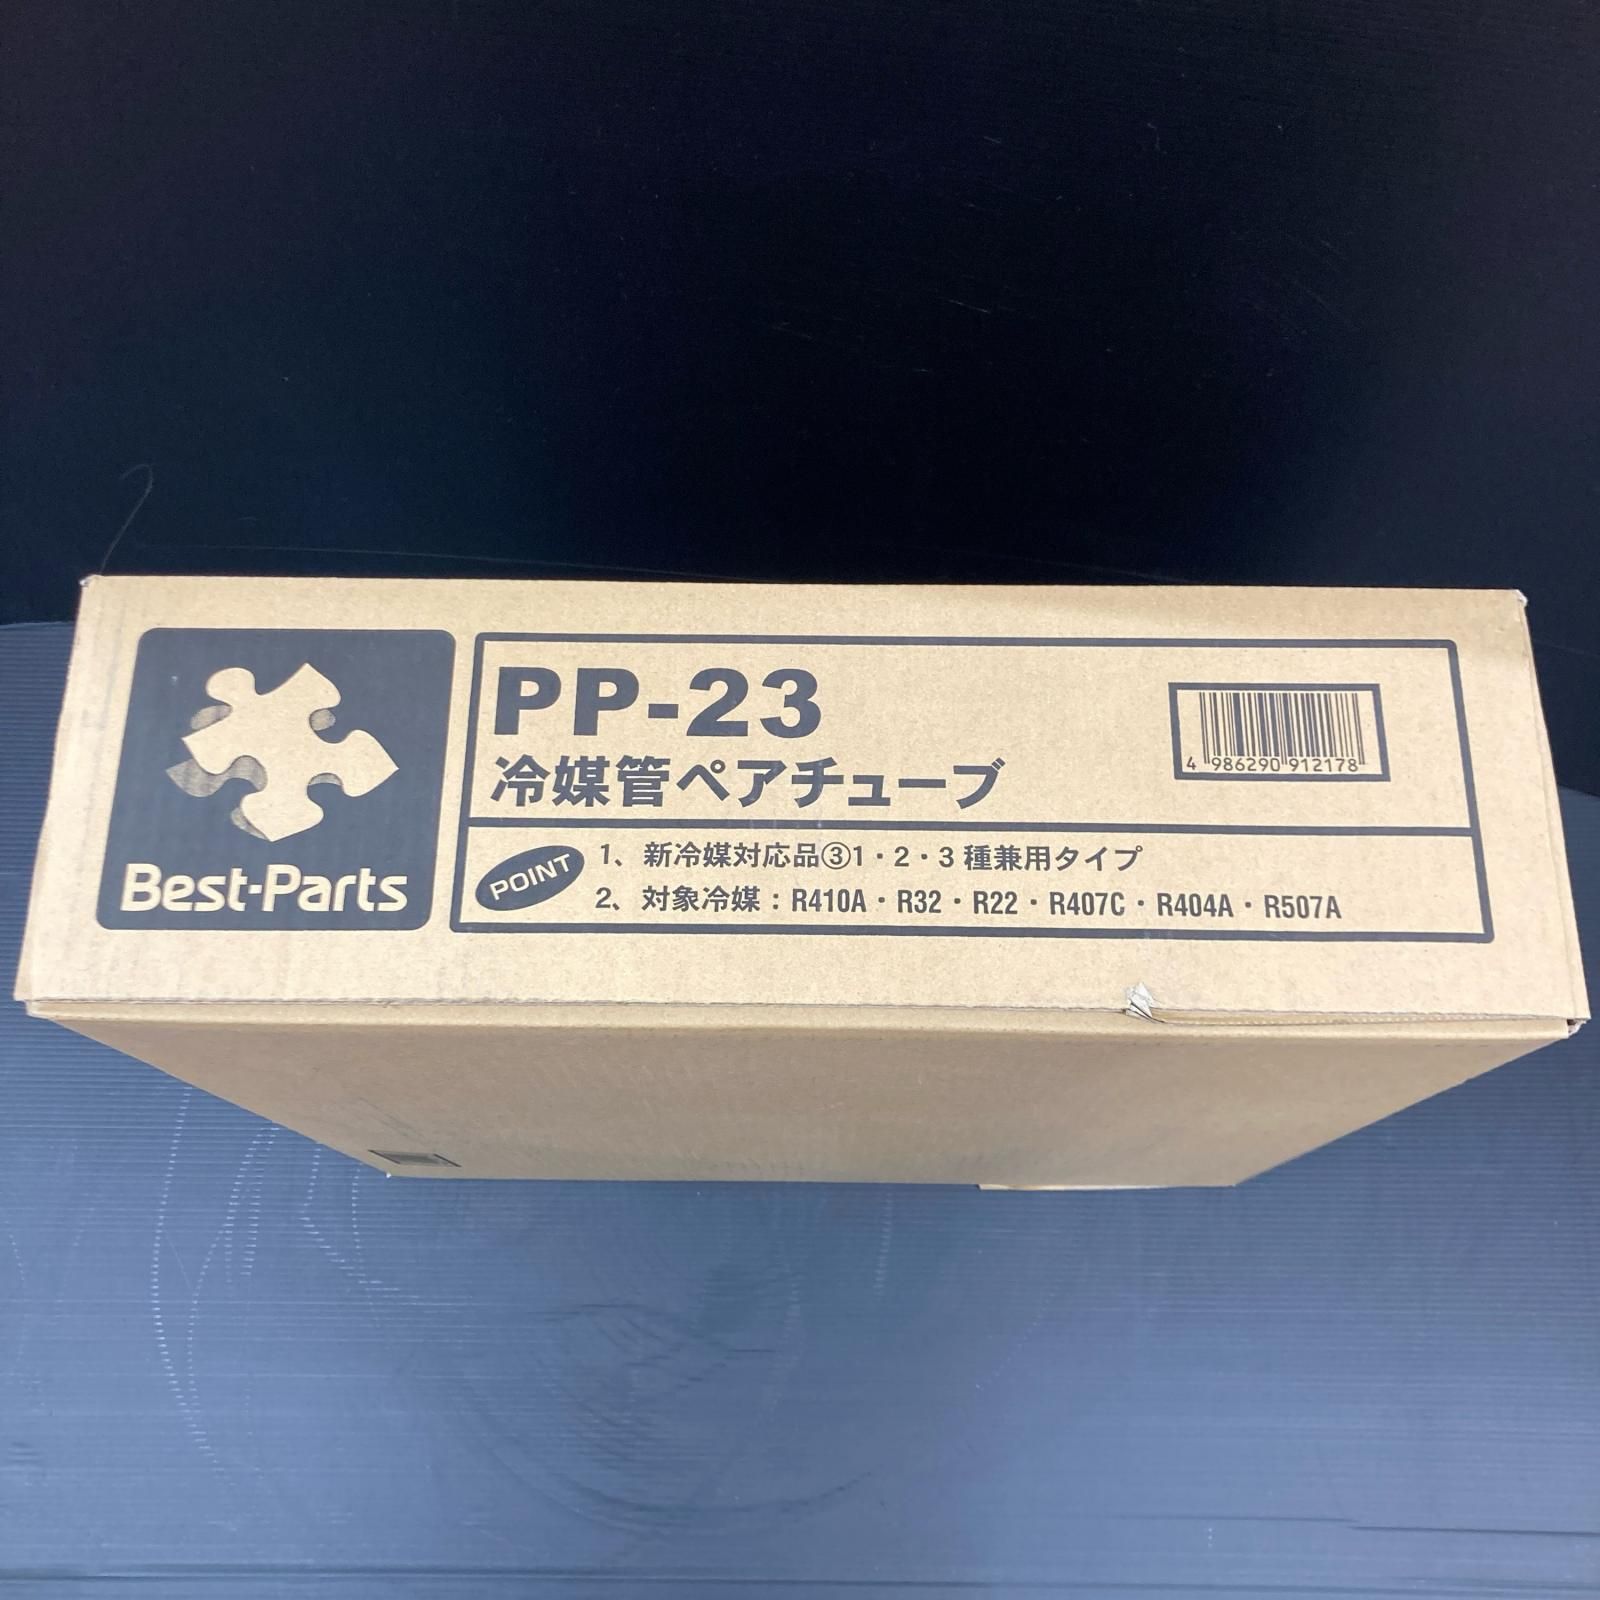 Best-Parts
PP-23
冷媒管ペアチューブ
4 986290 912178
POINT
1、新冷媒対応品③1・2・3種兼用タイプ
2、対象冷媒：R410A・R32・R22・R407C・R404A・R507A